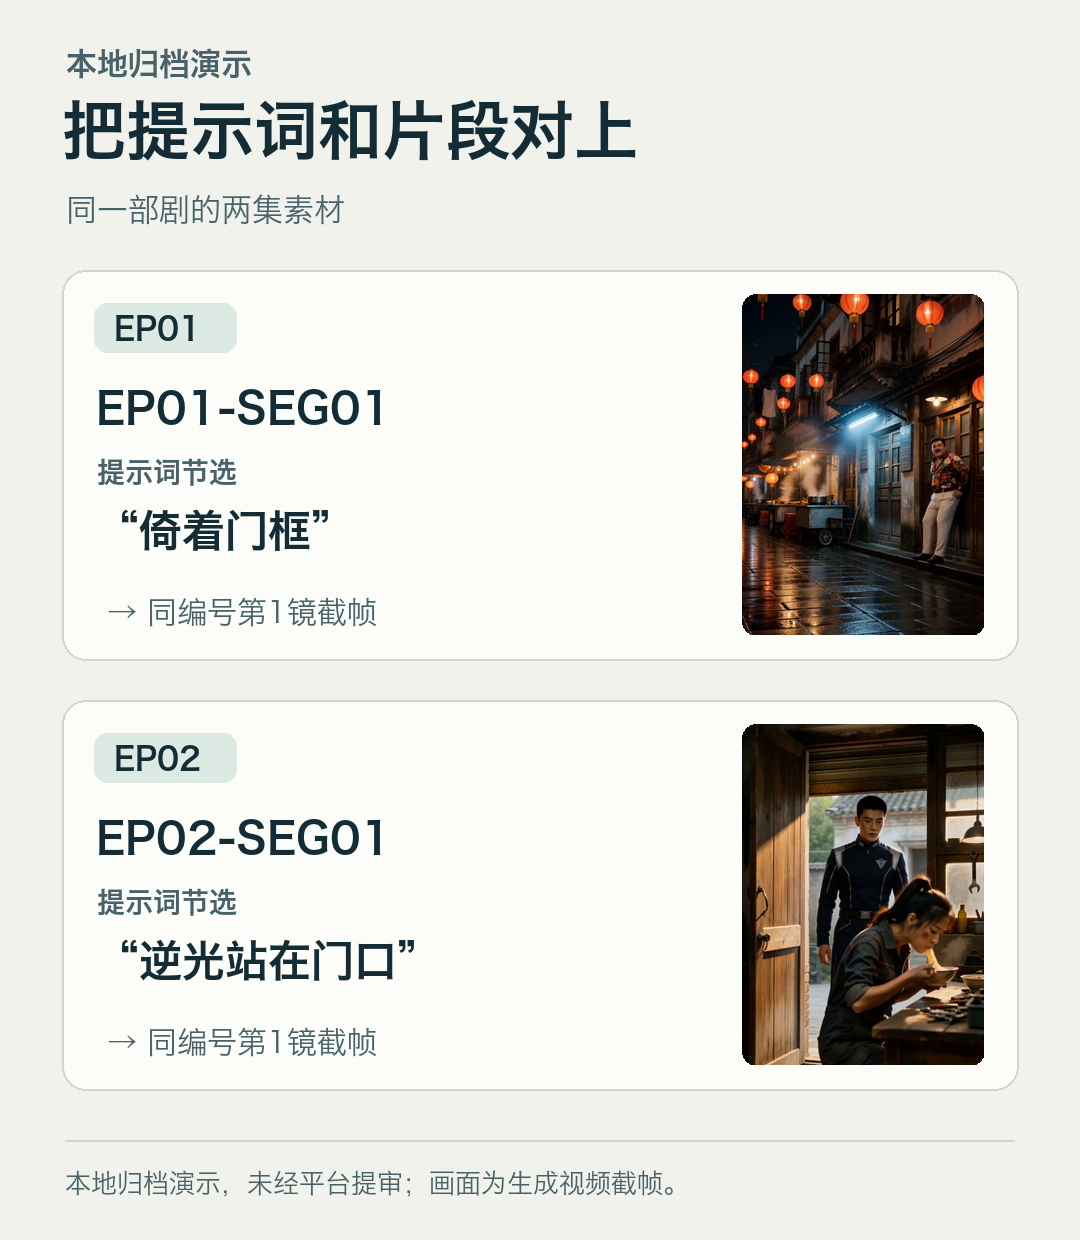 本地归档演示
把提示词和片段对上
同一部剧的两集素材
EP01
EP01-SEG01
提示词节选
“倚着门框”
→ 同编号第1镜截帧
EP02
EP02-SEG01
提示词节选
“逆光站在门口”
→ 同编号第1镜截帧
本地归档演示，未经平台提审；画面为生成视频截帧。